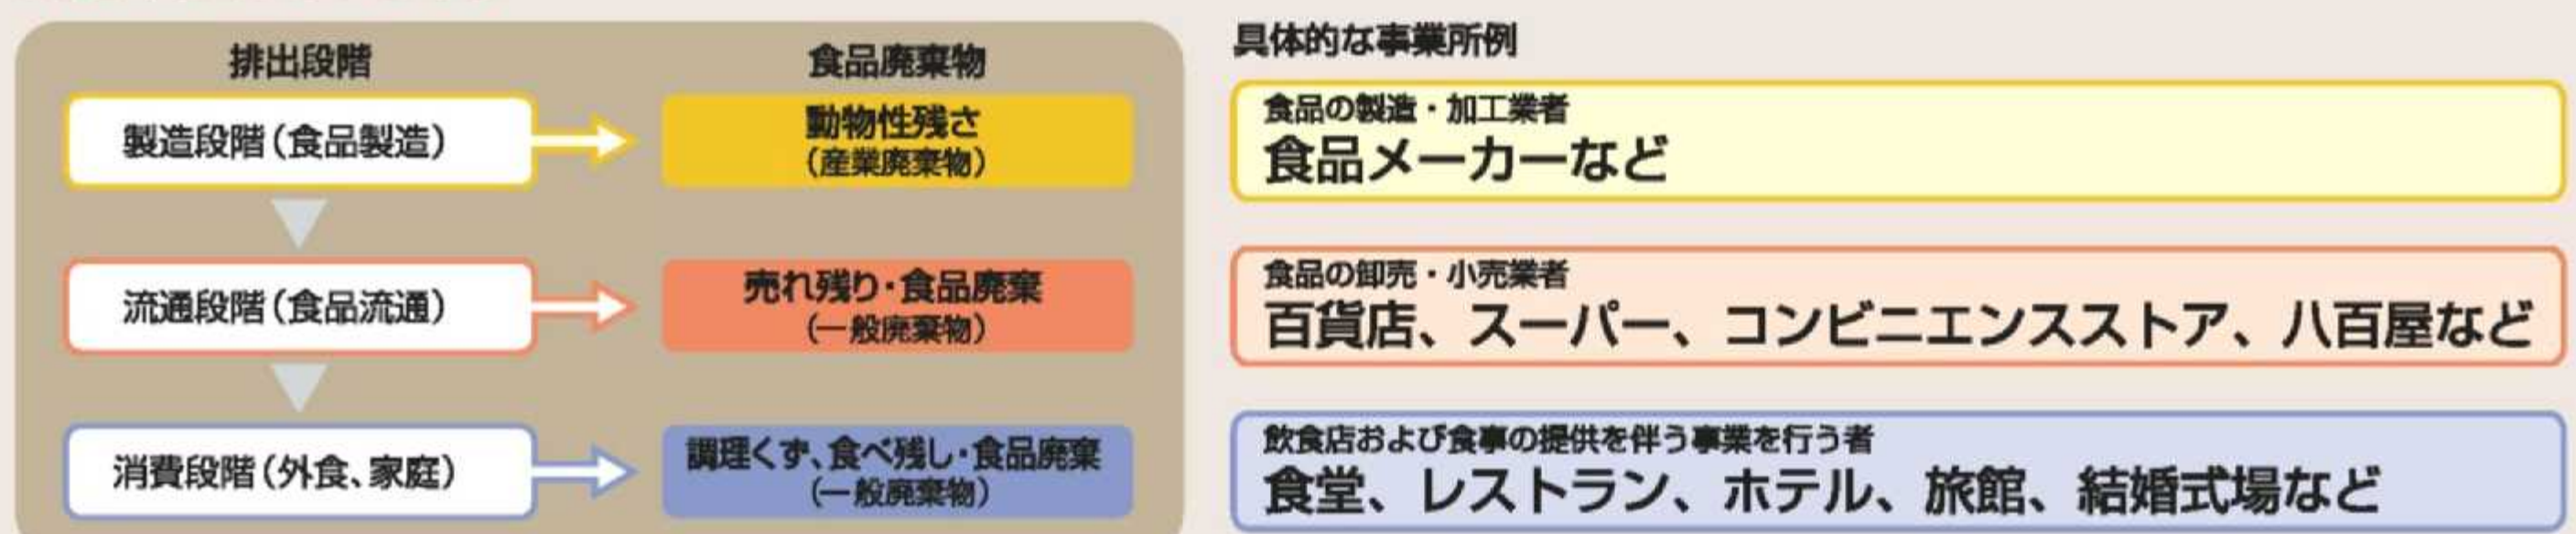 排出段階
食品廃棄物
製造段階(食品製造)
動物性残さ
(産業廃棄物)
流通段階(食品流通)
売れ残り・食品廃棄
(一般廃棄物)
消費段階(外食、家庭)
調理くず、食べ残し・食品廃棄
(一般廃棄物)
具体的な事業所例
食品の製造・加工業者
食品メーカーなど
食品の卸売・小売業者
百貨店、スーパー、コンビニエンスストア、八百屋など
飲食店および食事の提供を伴う事業を行う者
食堂、レストラン、ホテル、旅館、結婚式場など